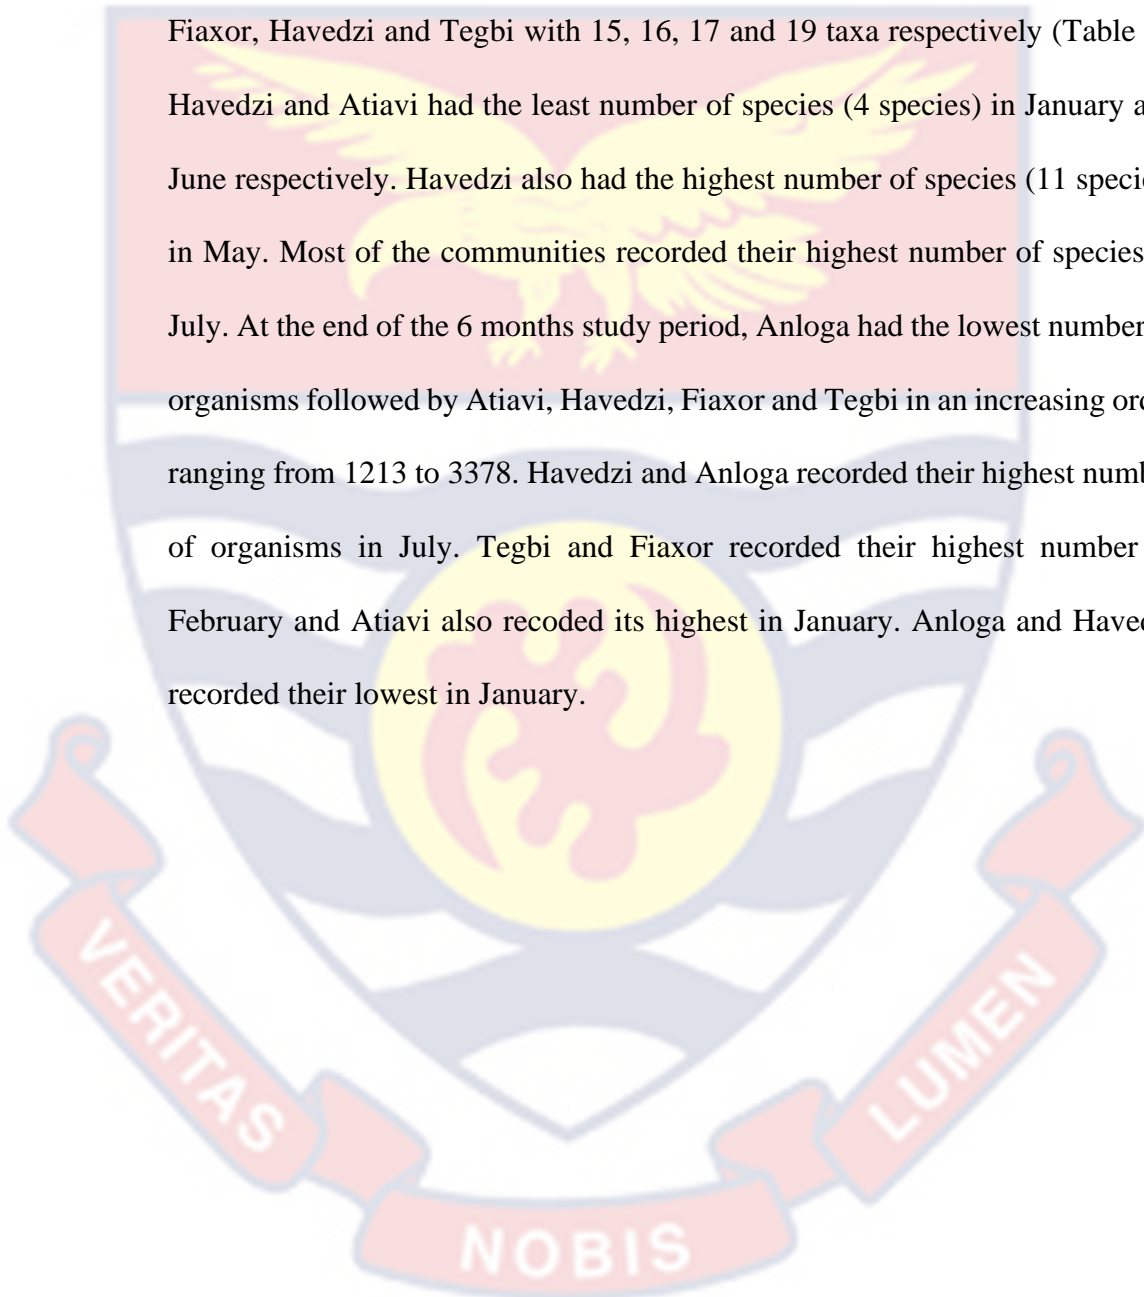 Fiaxor, Havedzi and Tegbi with 15, 16, 17 and 19 taxa respectively (Table
Havedzi and Atiavi had the least number of species (4 species) in January a
June respectively. Havedzi also had the highest number of species (11 speci
in May. Most of the communities recorded their highest number of species
July. At the end of the 6 months study period, Anloga had the lowest number
organisms followed by Atiavi, Havedzi, Fiaxor and Tegbi in an increasing ord
ranging from 1213 to 3378. Havedzi and Anloga recorded their highest numb
of organisms in July. Tegbi and Fiaxor recorded their highest number
February and Atiavi also recoded its highest in January. Anloga and Haved
recorded their lowest in January.
VERITAS
NOBIS
LUMEN